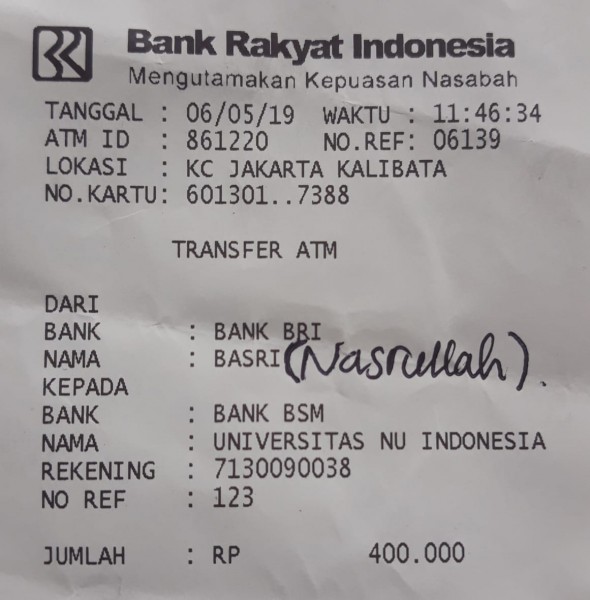 Bank Rakyat Indonesia
Mengutamakan Kepuasan Nasabah
TANGGAL : 06/05/19 WAKTU : 11:46:34
ATM ID : 861220 NO.REF: 06139
LOKASI : KC JAKARTA KALIBATA
NO.KARTU: 601301..7388
TRANSFER ATM
DARI
BANK : BANK BRI
NAMA : BASRI (Nasrullah).
KEPADA
BANK : BANK BSM
NAMA : UNIVERSITAS NU INDONESIA
REKENING : 7130090038
NO REF : 123
JUMLAH : RP 400.000